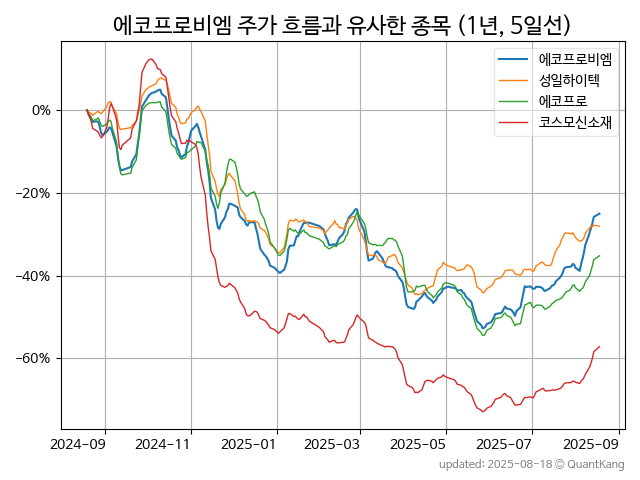 에코프로비엠 주가 흐름과 유사한 종목 (1년, 5일선)
에코프로비엠
성일하이텍
에코프로
코스모신소재
0%
−20%
−40%
−60%
2024-09 2024-11 2025-01 2025-03 2025-05 2025-07 2025-09
updated: 2025-08-18 © QuantKang